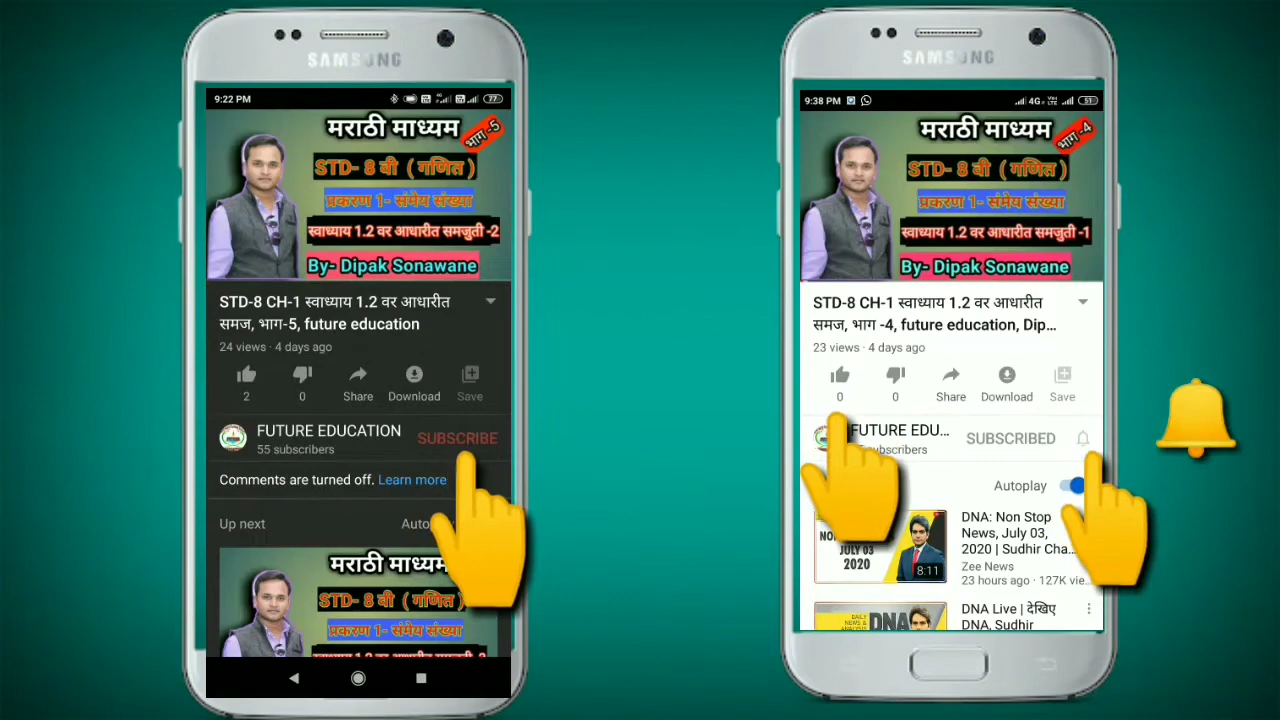 SAMSUNG
9:22 PM
77
मराठी माध्यम
भाग -5
STD- 8 वी ( गणित )
प्रकरण 1- संमेय संख्या
स्वाध्याय 1.2 वर आधारीत समजुती -2
By- Dipak Sonawane
STD-8 CH-1 स्वाध्याय 1.2 वर आधारीत
समज, भाग-5, future education
24 views · 4 days ago
2
0
Share
Download
Save
FUTURE EDUCATION
SUBSCRIBE
55 subscribers
Comments are turned off. Learn more
Up next
मराठी माध्यम
STD- 8 वी ( गणित )
प्रकरण 1- संमेय संख्या
SAMSUNG
9:38 PM
4G
51
मराठी माध्यम
भाग -4
STD- 8 वी ( गणित )
प्रकरण 1- संमेय संख्या
स्वाध्याय 1.2 वर आधारीत समजुती -1
By- Dipak Sonawane
STD-8 CH-1 स्वाध्याय 1.2 वर आधारीत
समज, भाग -4, future education, Dip...
23 views · 4 days ago
0
0
Share
Download
Save
FUTURE EDU...
SUBSCRIBED
Autoplay
JULY 03
2020
8:11
DNA: Non Stop
News, July 03,
2020 | Sudhir Cha...
Zee News
23 hours ago · 127K vie...
DAILY
NEWS &
ANALYSIS
DNA
DNA Live | देखिए
DNA, Sudhir